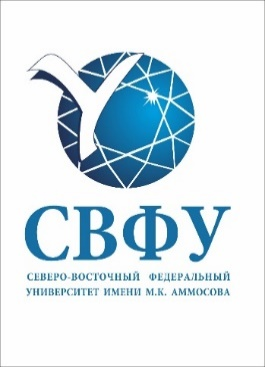 СВФУ
СЕВЕРО-ВОСТОЧНЫЙ ФЕДЕРАЛЬНЫЙ
УНИВЕРСИТЕТ ИМЕНИ М.К. АММОСОВА